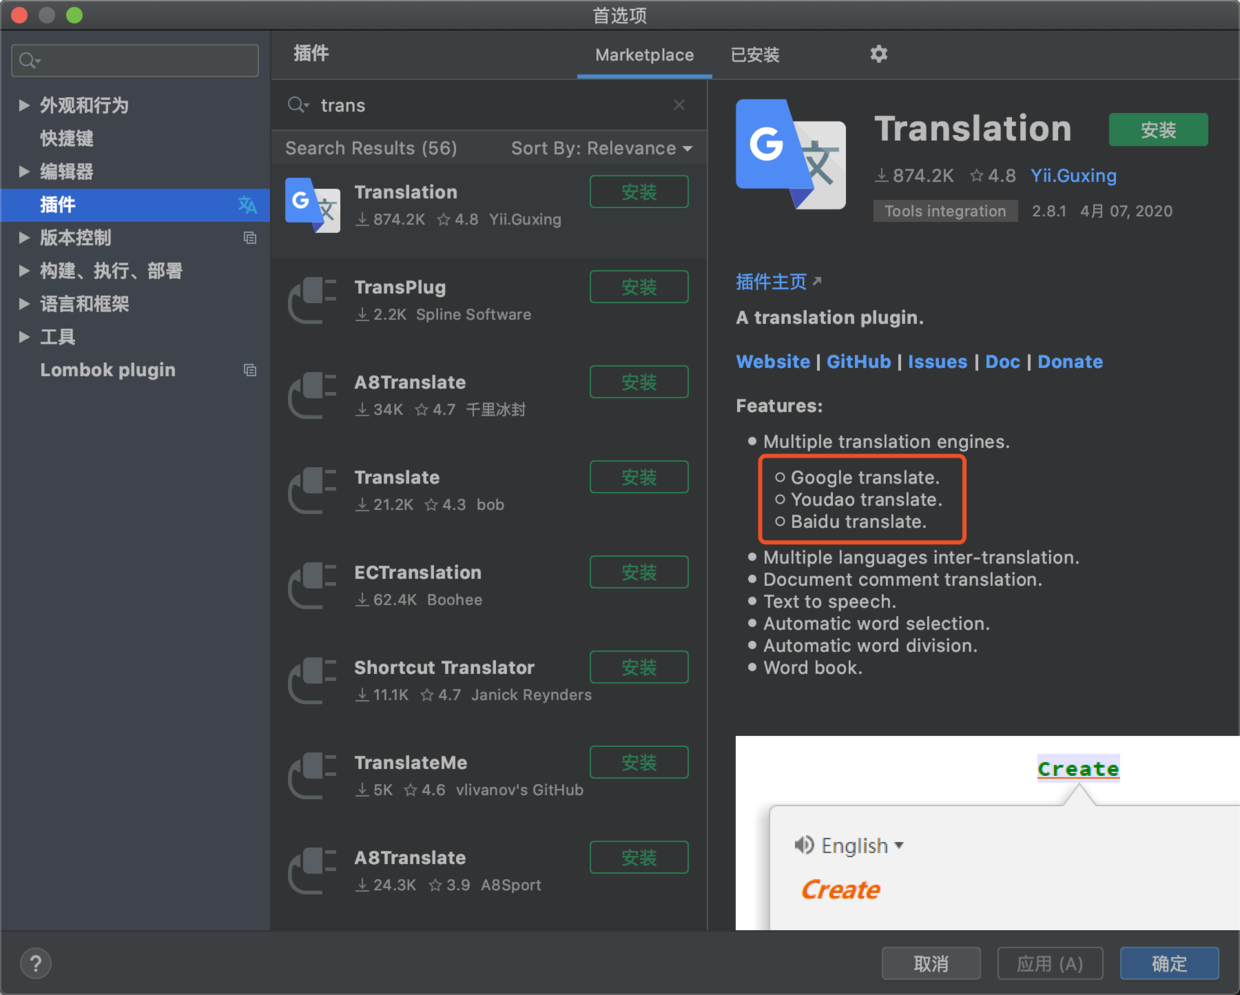 首选项
插件
Marketplace
已安装
外观和行为
快捷键
编辑器
插件
版本控制
构建、执行、部署
语言和框架
工具
Lombok plugin
trans
Search Results (56)
Sort By: Relevance
Translation
安装
874.2K 4.8 Yii.Guxing
TransPlug
安装
2.2K Spline Software
A8Translate
安装
34K 4.7 千里冰封
Translate
安装
21.2K 4.3 bob
ECTranslation
安装
62.4K Boohee
Shortcut Translator
安装
11.1K 4.7 Janick Reynders
TranslateMe
安装
5K 4.6 vlivanov's GitHub
A8Translate
安装
24.3K 3.9 A8Sport
G 文
Translation
安装
874.2K 4.8 Yii.Guxing
Tools integration 2.8.1 4月 07, 2020
插件主页
A translation plugin.
Website | GitHub | Issues | Doc | Donate
Features:
Multiple translation engines.
Google translate.
Youdao translate.
Baidu translate.
Multiple languages inter-translation.
Document comment translation.
Text to speech.
Automatic word selection.
Automatic word division.
Word book.
Create
English
Create
?
取消
应用 (A)
确定